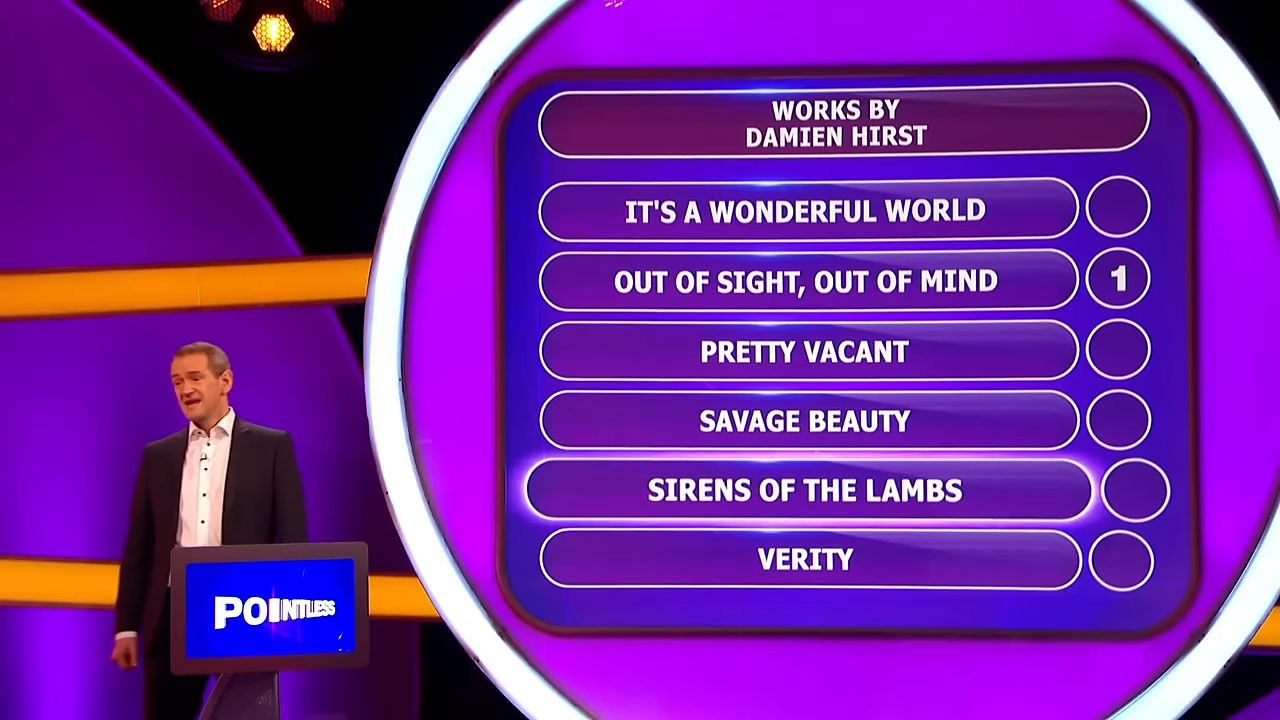 WORKS BY
DAMIEN HIRST
IT'S A WONDERFUL WORLD
OUT OF SIGHT, OUT OF MIND 1
PRETTY VACANT
SAVAGE BEAUTY
SIRENS OF THE LAMBS
VERITY
POINTLESS